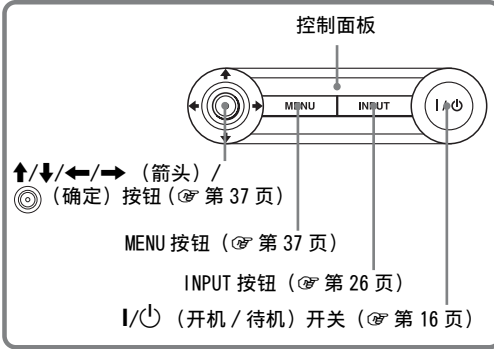 控制面板
MENU INPUT I/⏻
↑/↓/←/→ （箭头）/
◎（确定）按钮（☞ 第 37 页）
MENU 按钮（☞ 第 37 页）
INPUT 按钮（☞ 第 26 页）
I/⏻ （开机 / 待机）开关（☞ 第 16 页）